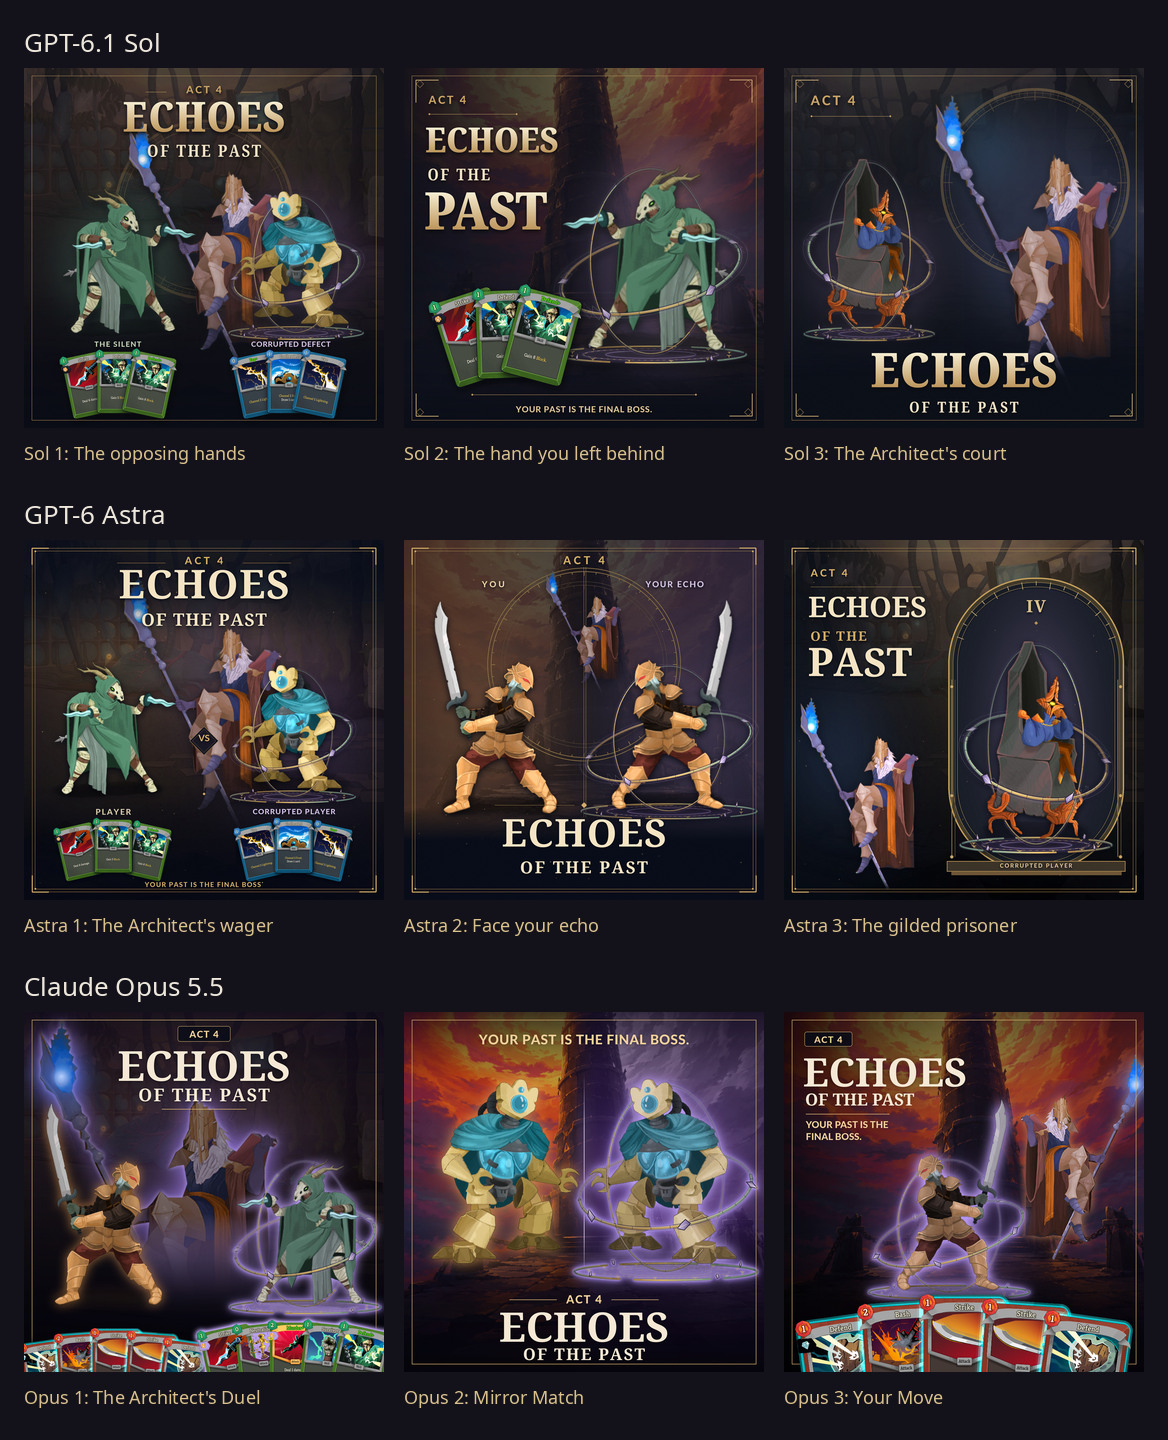 GPT-6.1 Sol
ACT 4
ECHOES
OF THE PAST
THE SILENT
CORRUPTED DEFECT
ACT 4
ECHOES
OF THE
PAST
YOUR PAST IS THE FINAL BOSS.
ACT 4
ECHOES
OF THE PAST
Sol 1: The opposing hands
Sol 2: The hand you left behind
Sol 3: The Architect's court
GPT-6 Astra
ACT 4
ECHOES
OF THE PAST
VS
PLAYER
CORRUPTED PLAYER
YOUR PAST IS THE FINAL BOSS
ACT 4
YOU
YOUR ECHO
ECHOES
OF THE PAST
ACT 4
ECHOES
OF THE
PAST
IV
CORRUPTED PLAYER
Astra 1: The Architect's wager
Astra 2: Face your echo
Astra 3: The gilded prisoner
Claude Opus 5.5
ACT 4
ECHOES
OF THE PAST
YOUR PAST IS THE FINAL BOSS.
ACT 4
ECHOES
OF THE PAST
ACT 4
ECHOES
OF THE PAST
YOUR PAST IS THE
FINAL BOSS.
Defend
Bash
Strike
Strike
Defend
Attack
Attack
Opus 1: The Architect's Duel
Opus 2: Mirror Match
Opus 3: Your Move